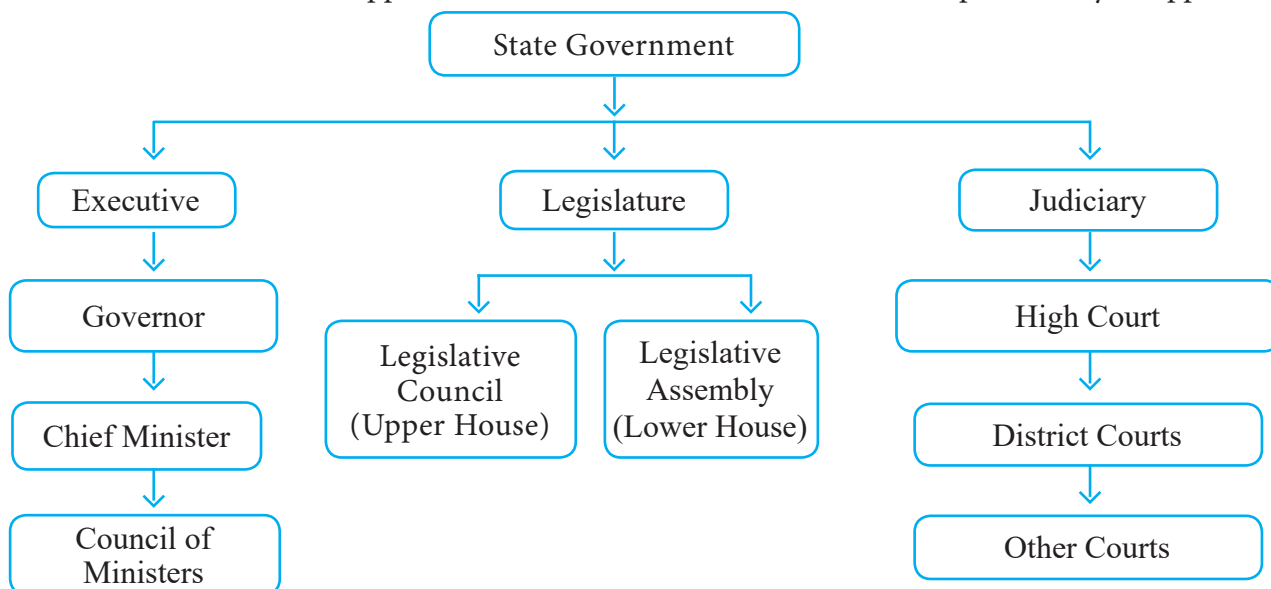 State Government
Executive
Legislature
Judiciary
Governor
Legislative
Council
(Upper House)
Legislative
Assembly
(Lower House)
High Court
Chief Minister
District Courts
Council of
Ministers
Other Courts